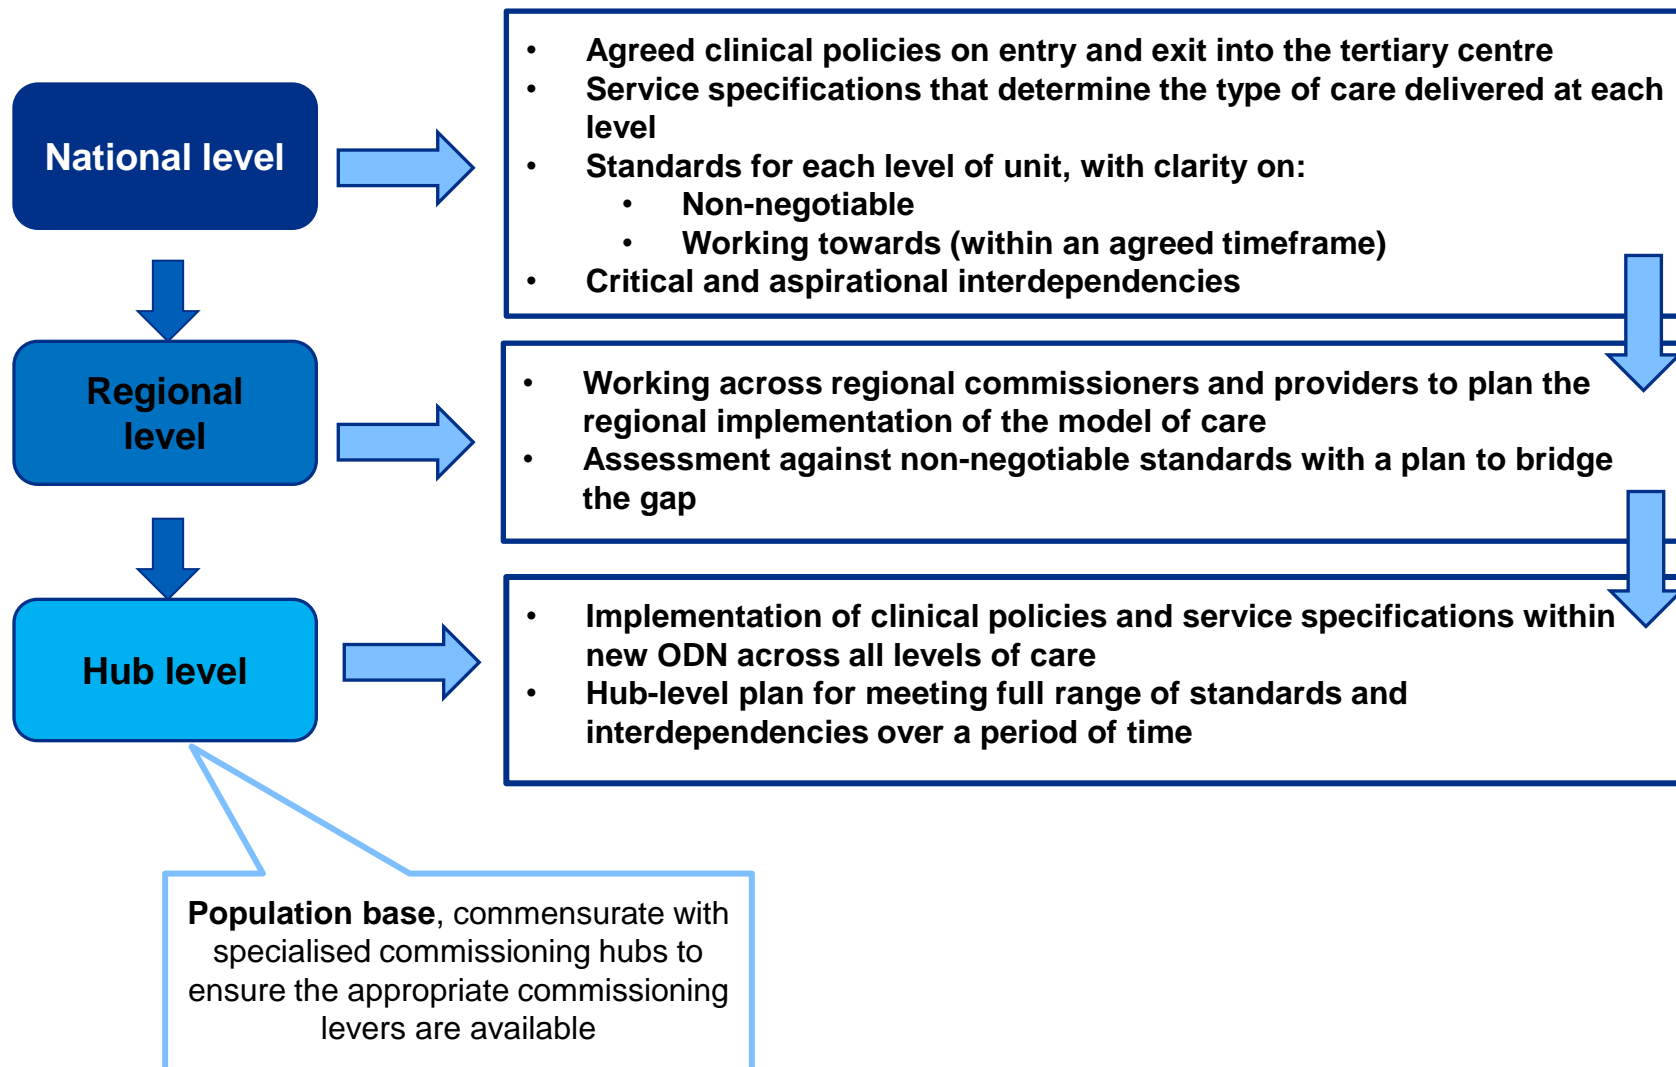 National level
• Agreed clinical policies on entry and exit into the tertiary centre
• Service specifications that determine the type of care delivered at each
level
• Standards for each level of unit, with clarity on:
• Non-negotiable
• Working towards (within an agreed timeframe)
• Critical and aspirational interdependencies
Regional
level
• Working across regional commissioners and providers to plan the
regional implementation of the model of care
• Assessment against non-negotiable standards with a plan to bridge
the gap
Hub level
• Implementation of clinical policies and service specifications within
new ODN across all levels of care
• Hub-level plan for meeting full range of standards and
interdependencies over a period of time
Population base, commensurate with
specialised commissioning hubs to
ensure the appropriate commissioning
levers are available